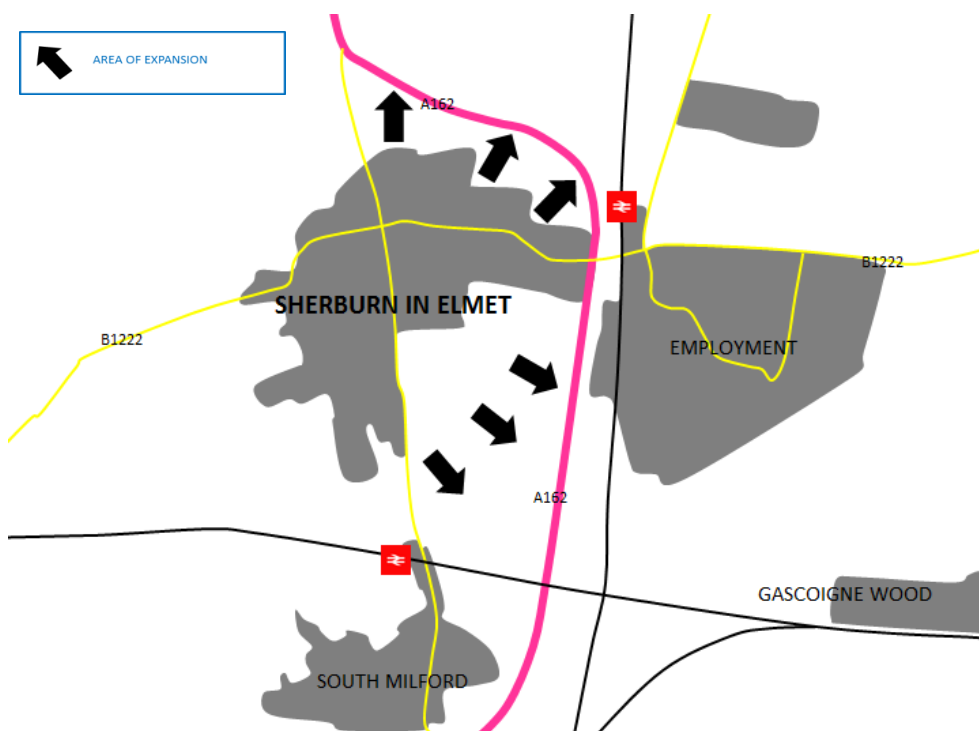 AREA OF EXPANSION
A162
B1222
SHERBURN IN ELMET
B1222
EMPLOYMENT
A162
GASCOIGNE WOOD
SOUTH MILFORD